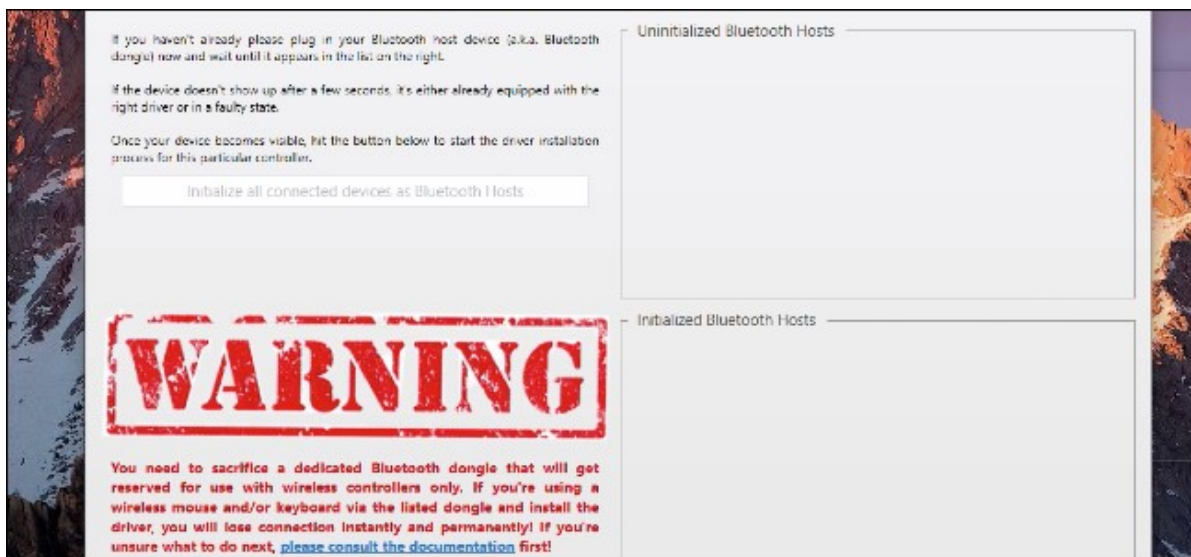 If you haven't already please plug in your Bluetooth host device (a.k.a. Bluetooth
dongle) now and wait until it appears in the list on the right.
If the device doesn't show up after a few seconds, it's either already equipped with the
right driver or in a faulty state.
Once your device becomes visible, hit the button below to start the driver installation
process for this particular controller.
Initialize all connected devices as Bluetooth Hosts
WARNING
You need to sacrifice a dedicated Bluetooth dongle that will get
reserved for use with wireless controllers only. If you're using a
wireless mouse and/or keyboard via the listed dongle and install the
driver, you will lose connection instantly and permanently! If you're
unsure what to do next, please consult the documentation first!
Uninitialized Bluetooth Hosts
Initialized Bluetooth Hosts